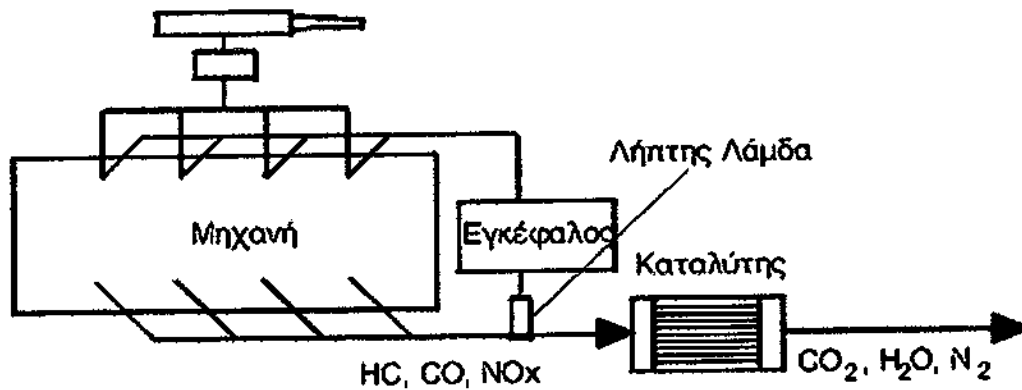 Λήπτης Λάμδα
Μηχανή
Εγκέφαλος
Καταλύτης
HC, CO, NOx
CO₂, H₂O, N₂